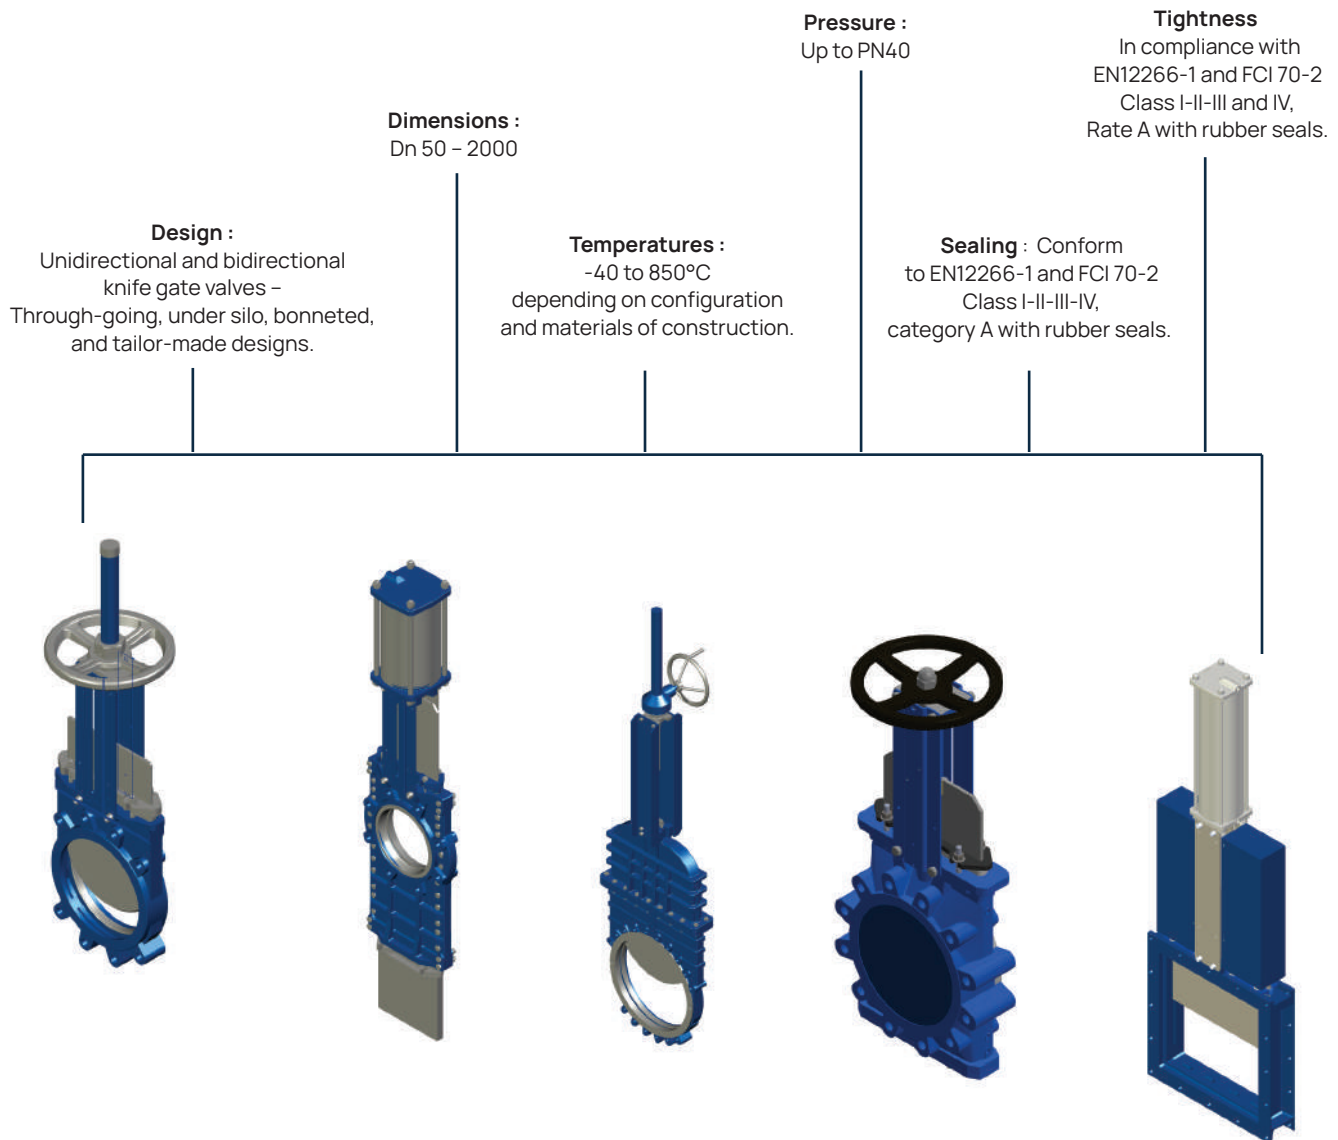 Pressure :
Up to PN40
Tightness
In compliance with
EN12266-1 and FCI 70-2
Class I-II-III and IV,
Rate A with rubber seals.
Dimensions :
Dn 50 – 2000
Design :
Unidirectional and bidirectional
knife gate valves –
Through-going, under silo, bonneted,
and tailor-made designs.
Temperatures :
-40 to 850°C
depending on configuration
and materials of construction.
Sealing : Conform
to EN12266-1 and FCI 70-2
Class I-II-III-IV,
category A with rubber seals.